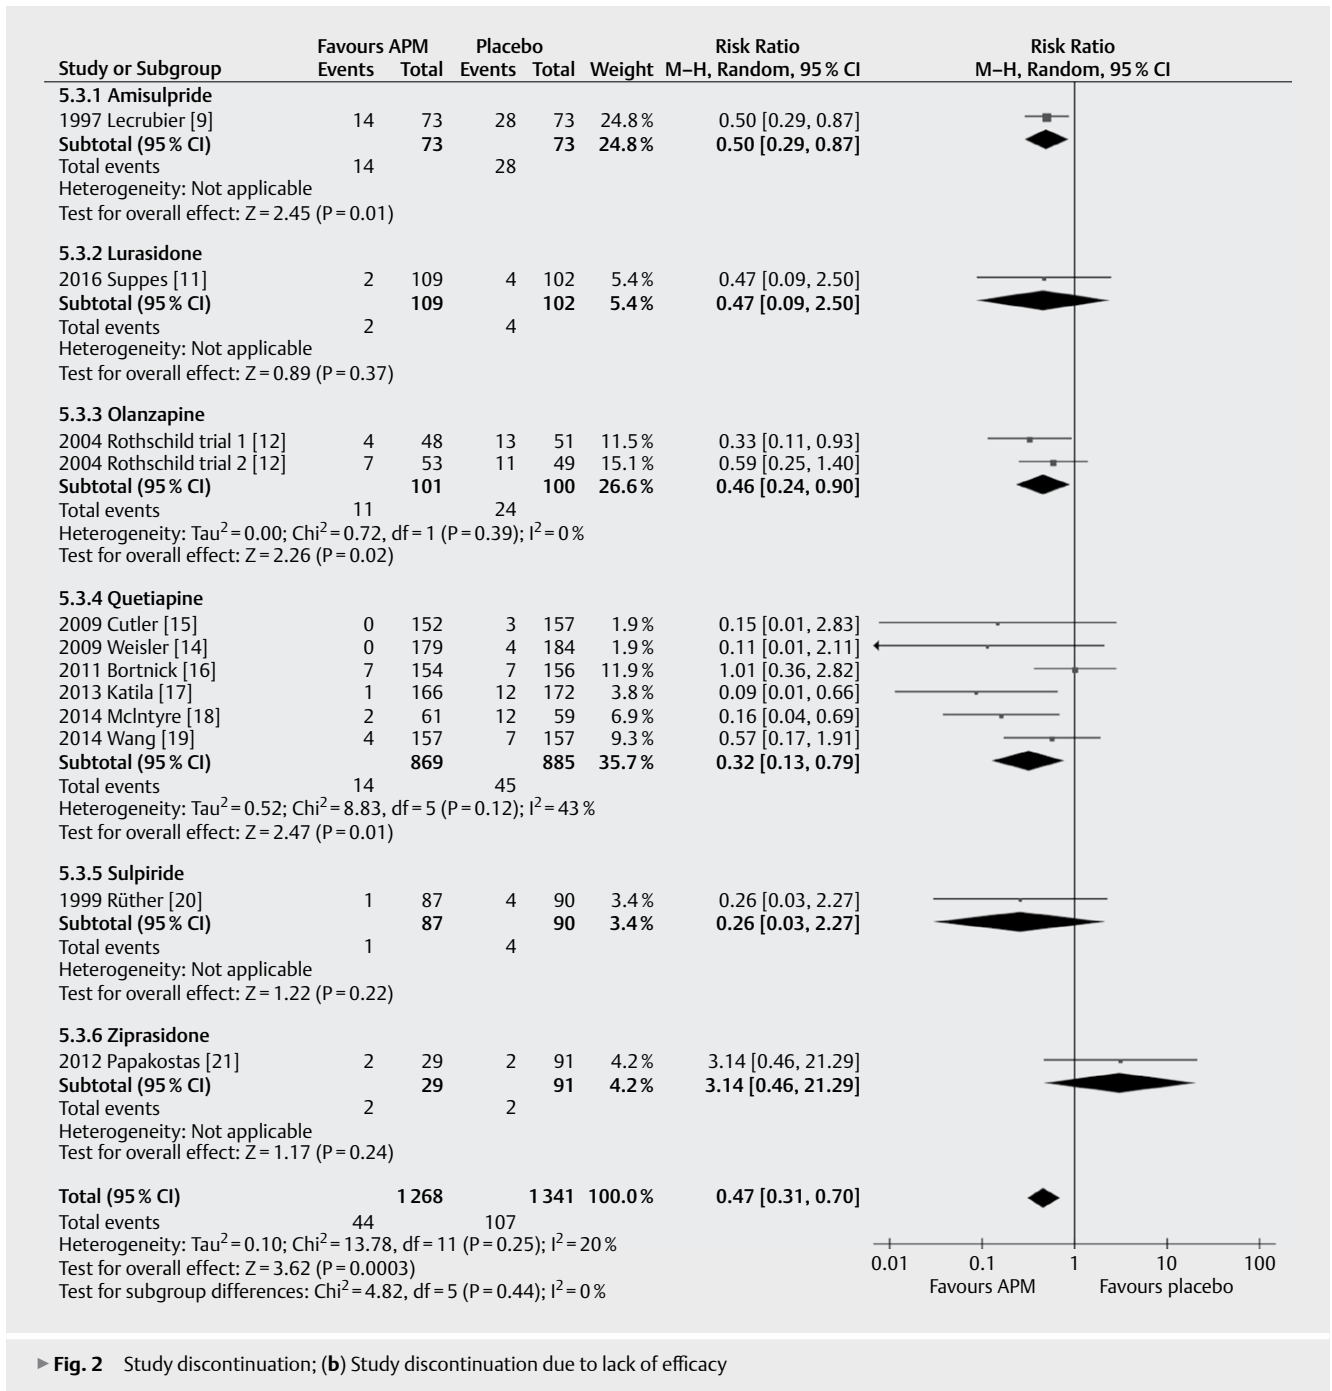 Favours APM Placebo Risk Ratio Risk Ratio
Study or Subgroup Events Total Events Total Weight M–H, Random, 95 % CI M–H, Random, 95 % CI
5.3.1 Amisulpride
1997 Lecrubier [9] 14 73 28 73 24.8 % 0.50 [0.29, 0.87]
Subtotal (95 % CI) 73 73 24.8 % 0.50 [0.29, 0.87]
Total events 14 28
Heterogeneity: Not applicable
Test for overall effect: Z = 2.45 (P = 0.01)
5.3.2 Lurasidone
2016 Suppes [11] 2 109 4 102 5.4 % 0.47 [0.09, 2.50]
Subtotal (95 % CI) 109 102 5.4 % 0.47 [0.09, 2.50]
Total events 2 4
Heterogeneity: Not applicable
Test for overall effect: Z = 0.89 (P = 0.37)
5.3.3 Olanzapine
2004 Rothschild trial 1 [12] 4 48 13 51 11.5 % 0.33 [0.11, 0.93]
2004 Rothschild trial 2 [12] 7 53 11 49 15.1 % 0.59 [0.25, 1.40]
Subtotal (95 % CI) 101 100 26.6 % 0.46 [0.24, 0.90]
Total events 11 24
Heterogeneity: Tau² = 0.00; Chi² = 0.72, df = 1 (P = 0.39); I² = 0 %
Test for overall effect: Z = 2.26 (P = 0.02)
5.3.4 Quetiapine
2009 Cutler [15] 0 152 3 157 1.9 % 0.15 [0.01, 2.83]
2009 Weisler [14] 0 179 4 184 1.9 % 0.11 [0.01, 2.11]
2011 Bortnick [16] 7 154 7 156 11.9 % 1.01 [0.36, 2.82]
2013 Katila [17] 1 166 12 172 3.8 % 0.09 [0.01, 0.66]
2014 McIntyre [18] 2 61 12 59 6.9 % 0.16 [0.04, 0.69]
2014 Wang [19] 4 157 7 157 9.3 % 0.57 [0.17, 1.91]
Subtotal (95 % CI) 869 885 35.7 % 0.32 [0.13, 0.79]
Total events 14 45
Heterogeneity: Tau² = 0.52; Chi² = 8.83, df = 5 (P = 0.12); I² = 43 %
Test for overall effect: Z = 2.47 (P = 0.01)
5.3.5 Sulpiride
1999 Rüther [20] 1 87 4 90 3.4 % 0.26 [0.03, 2.27]
Subtotal (95 % CI) 87 90 3.4 % 0.26 [0.03, 2.27]
Total events 1 4
Heterogeneity: Not applicable
Test for overall effect: Z = 1.22 (P = 0.22)
5.3.6 Ziprasidone
2012 Papakostas [21] 2 29 2 91 4.2 % 3.14 [0.46, 21.29]
Subtotal (95 % CI) 29 91 4.2 % 3.14 [0.46, 21.29]
Total events 2 2
Heterogeneity: Not applicable
Test for overall effect: Z = 1.17 (P = 0.24)
Total (95 % CI) 1 268 1 341 100.0 % 0.47 [0.31, 0.70]
Total events 44 107
Heterogeneity: Tau² = 0.10; Chi² = 13.78, df = 11 (P = 0.25); I² = 20 %
Test for overall effect: Z = 3.62 (P = 0.0003)
Test for subgroup differences: Chi² = 4.82, df = 5 (P = 0.44); I² = 0 %
0.01 0.1 1 10 100
Favours APM Favours placebo
▶ Fig. 2 Study discontinuation; (b) Study discontinuation due to lack of efficacy